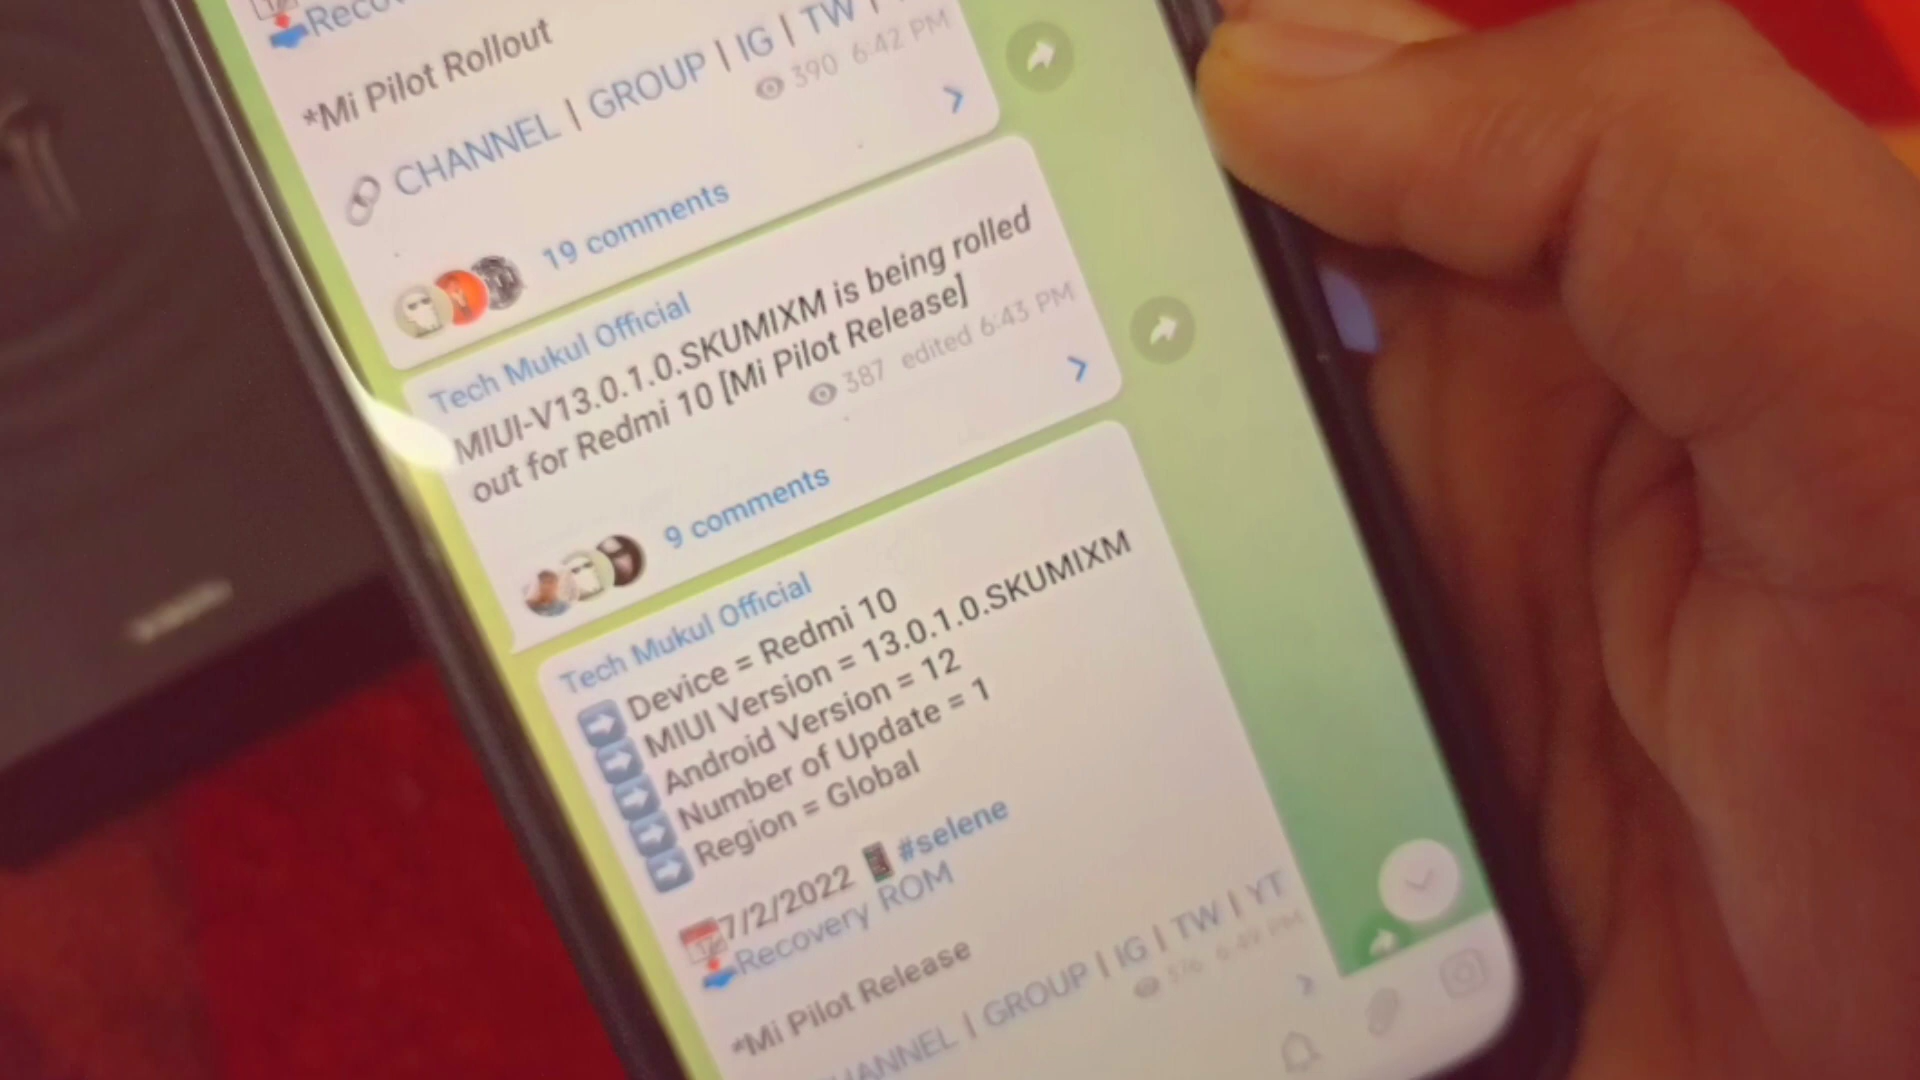 *Mi Pilot Rollout
CHANNEL | GROUP | IG | TW |
390 6:42 PM
19 comments
Tech Mukul Official
MIUI-V13.0.1.0.SKUMIXM is being rolled
out for Redmi 10 [Mi Pilot Release]
387 edited 6:43 PM
9 comments
Tech Mukul Official
Device = Redmi 10
MIUI Version = 13.0.1.0.SKUMIXM
Android Version = 12
Number of Update = 1
Region = Global
7/2/2022 #selene
Recovery ROM
*Mi Pilot Release
CHANNEL | GROUP | IG | TW | YT